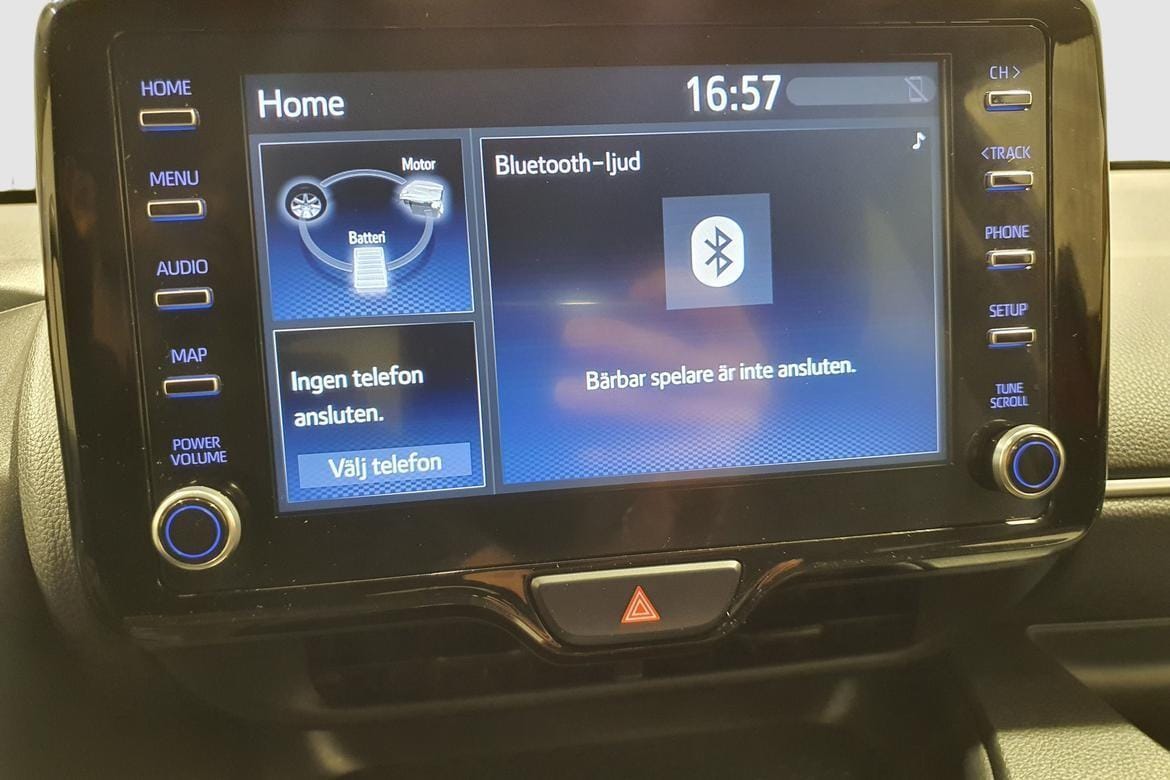 HOME
MENU
AUDIO
MAP
POWER
VOLUME
Home
16:57
Motor
Batteri
Ingen telefon
ansluten.
Välj telefon
Bluetooth-ljud
Bärbar spelare är inte ansluten.
CH >
<TRACK
PHONE
SETUP
TUNE
SCROLL